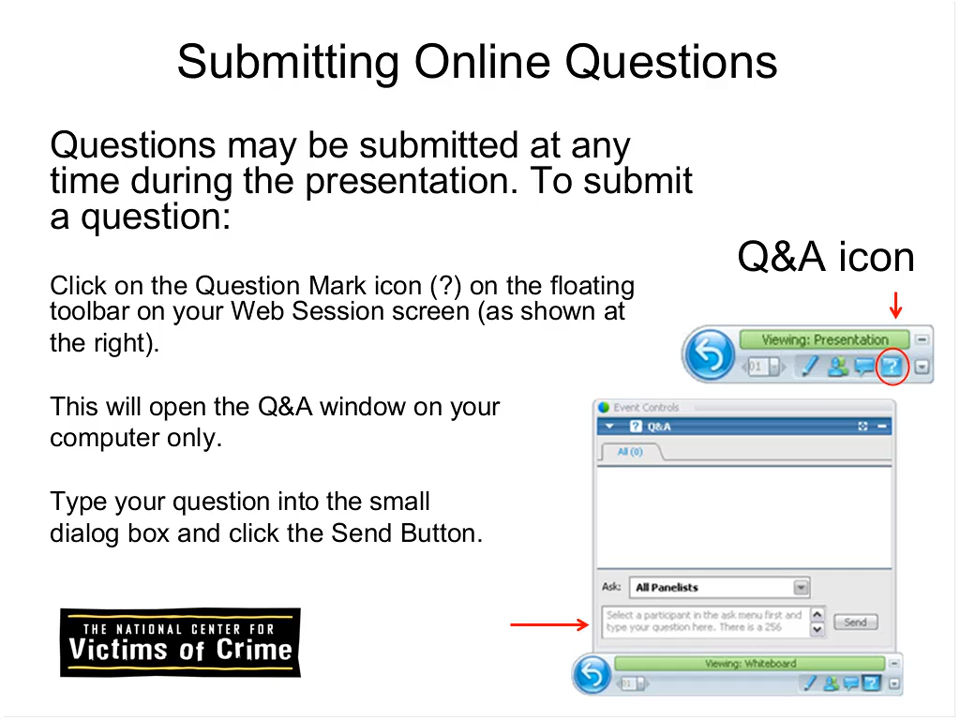 Submitting Online Questions
Questions may be submitted at any
time during the presentation. To submit
a question:
Q&A icon
Click on the Question Mark icon (?) on the floating
toolbar on your Web Session screen (as shown at
the right).
Viewing: Presentation
01
?
This will open the Q&A window on your
computer only.
Type your question into the small
dialog box and click the Send Button.
Event Controls
? Q&A
All (0)
Ask: All Panelists
Select a participant in the ask menu first and
type your question here. There is a 256
Send
Viewing: Whiteboard
01
?
THE NATIONAL CENTER FOR
Victims of Crime